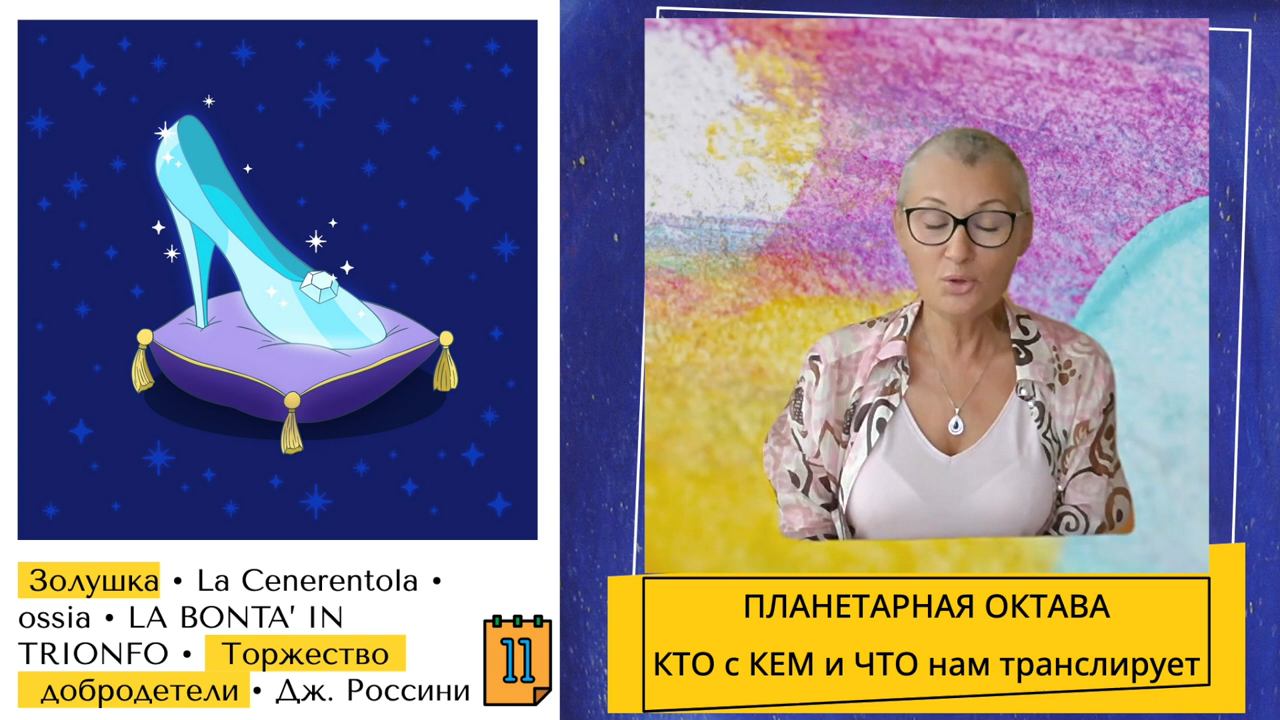 Золушка • La Cenerentola •
ossia • LA BONTA' IN
TRIONFO • Торжество
добродетели • Дж. Россини
11
ПЛАНЕТАРНАЯ ОКТАВА
КТО с КЕМ и ЧТО нам транслирует